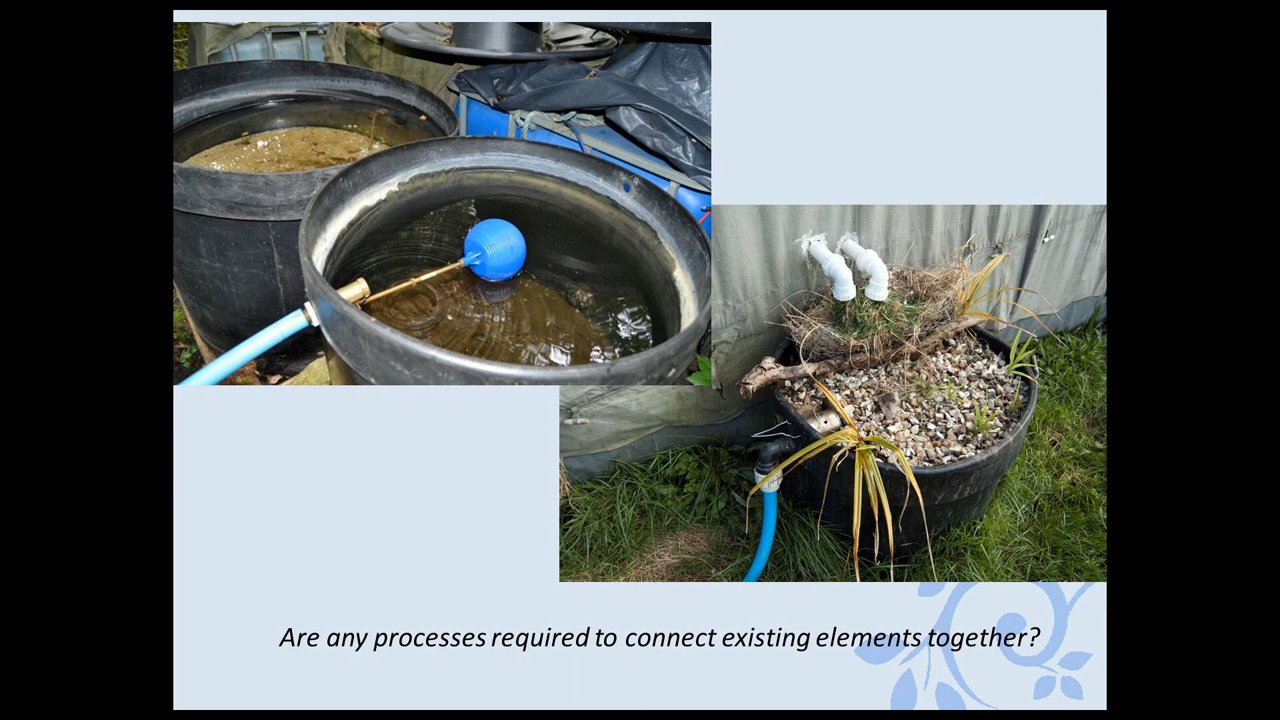 Are any processes required to connect existing elements together?